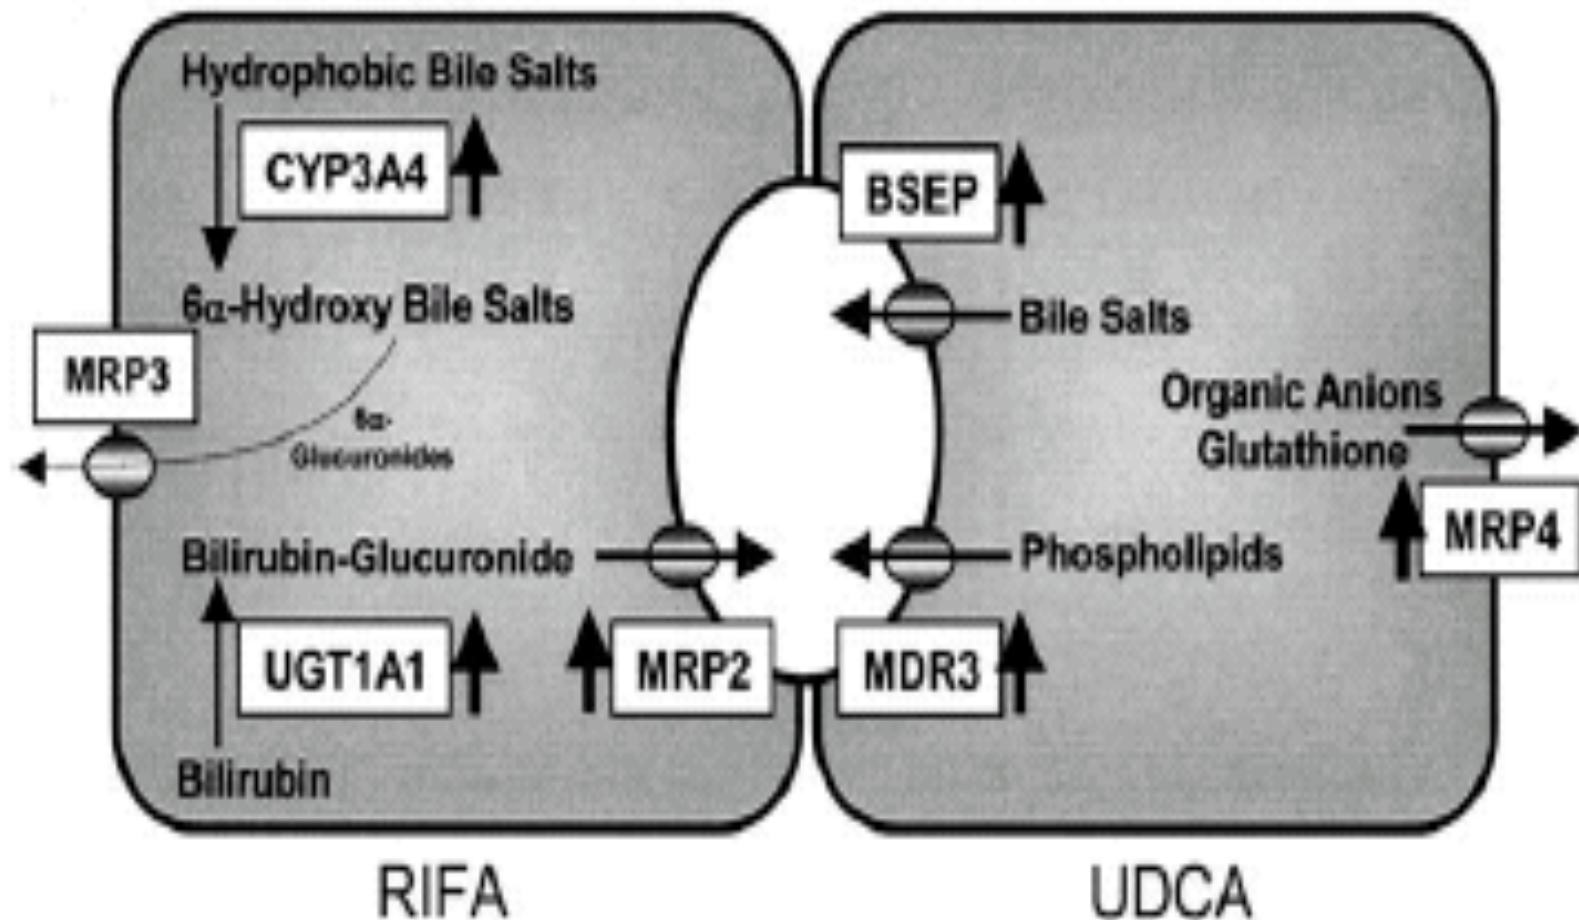 Hydrophobic Bile Salts
CYP3A4
6α-Hydroxy Bile Salts
MRP3
6α-
Glucuronides
Bilirubin-Glucuronide
UGT1A1
MRP2
Bilirubin
RIFA
BSEP
Bile Salts
Organic Anions
Glutathione
MRP4
Phospholipids
MDR3
UDCA